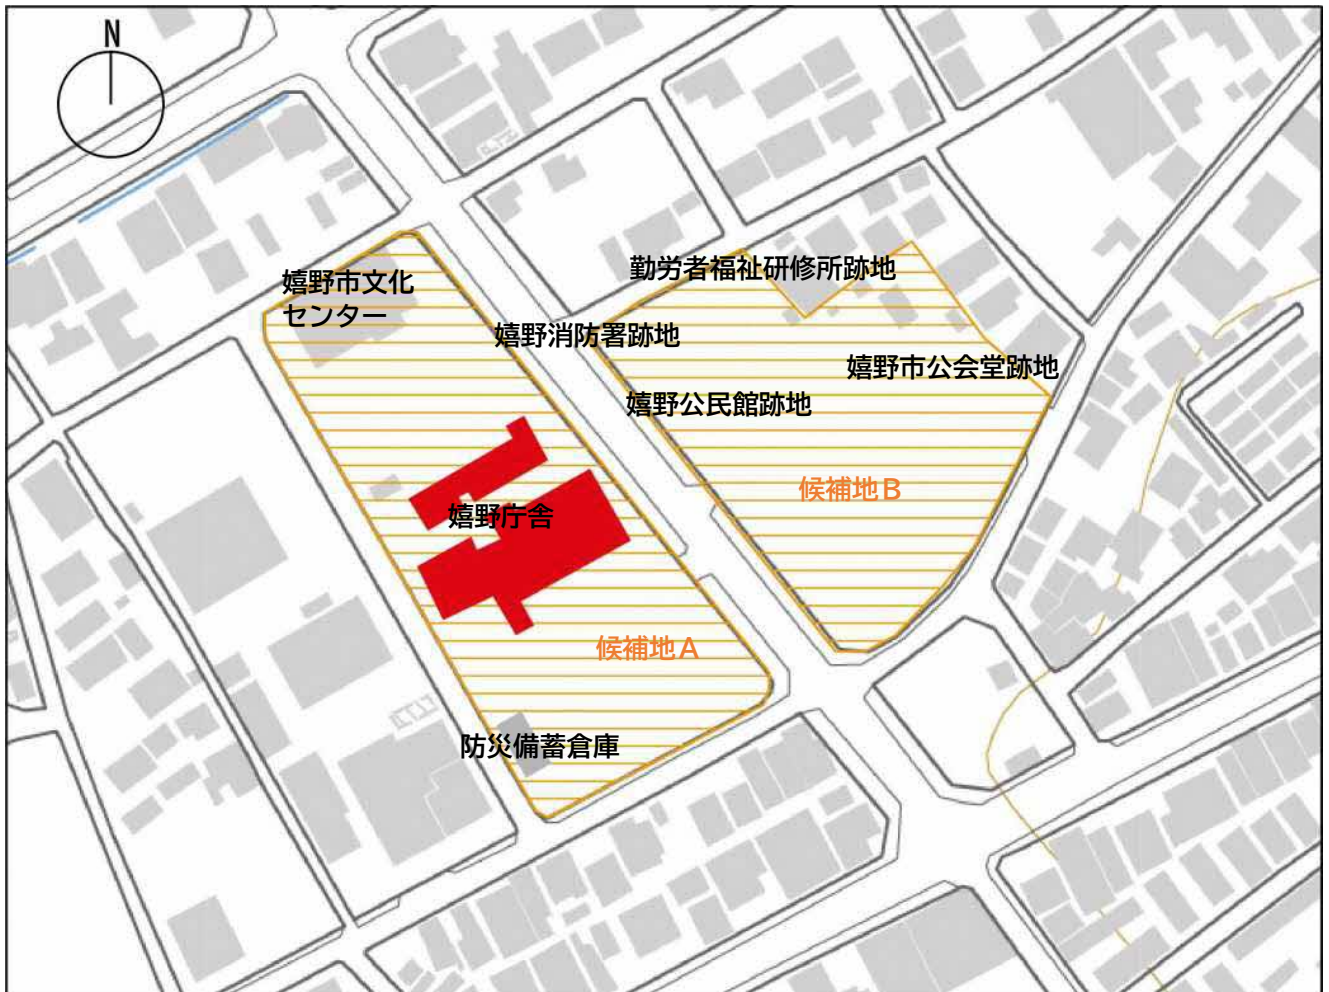 N
勤労者福祉研修所跡地
嬉野市文化
センター
嬉野消防署跡地
嬉野市公会堂跡地
嬉野公民館跡地
候補地B
嬉野庁舎
候補地A
防災備蓄倉庫